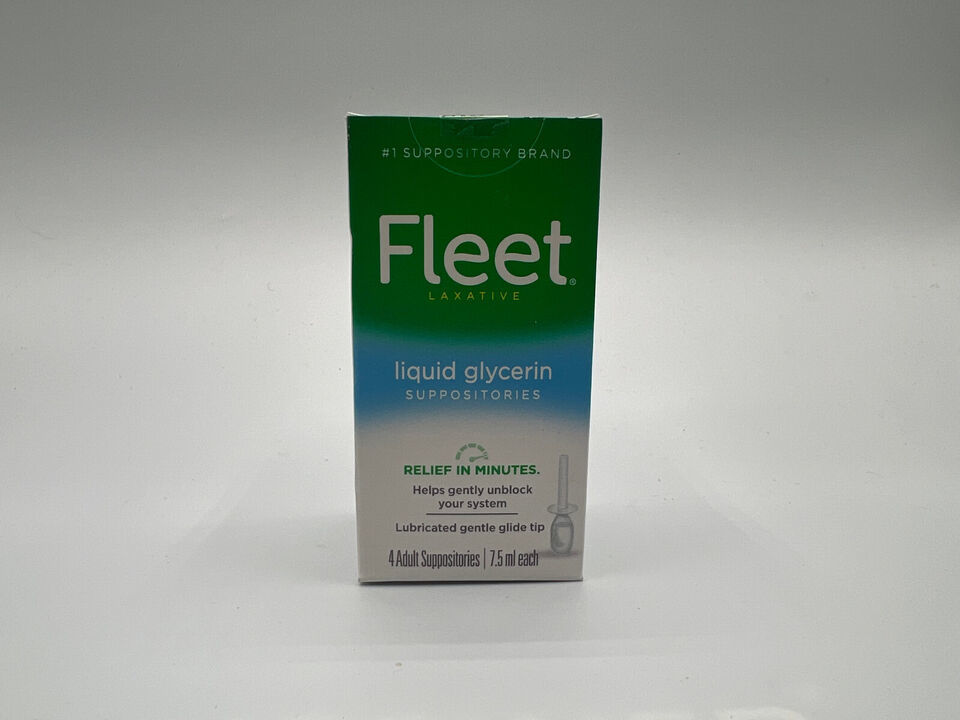 #1 SUPPOSITORY BRAND
Fleet®
LAXATIVE
liquid glycerin
SUPPOSITORIES
RELIEF IN MINUTES.
Helps gently unblock
your system
Lubricated gentle glide tip
4 Adult Suppositories | 7.5 ml each